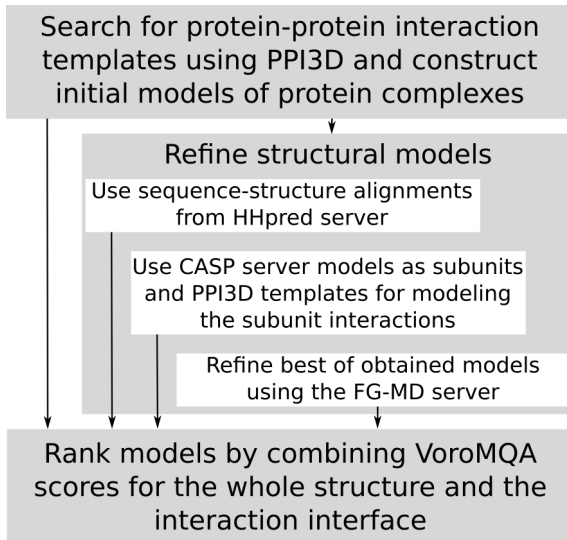 Search for protein-protein interaction
templates using PPI3D and construct
initial models of protein complexes
Refine structural models
Use sequence-structure alignments
from HHpred server
Use CASP server models as subunits
and PPI3D templates for modeling
the subunit interactions
Refine best of obtained models
using the FG-MD server
Rank models by combining VoroMQA
scores for the whole structure and the
interaction interface